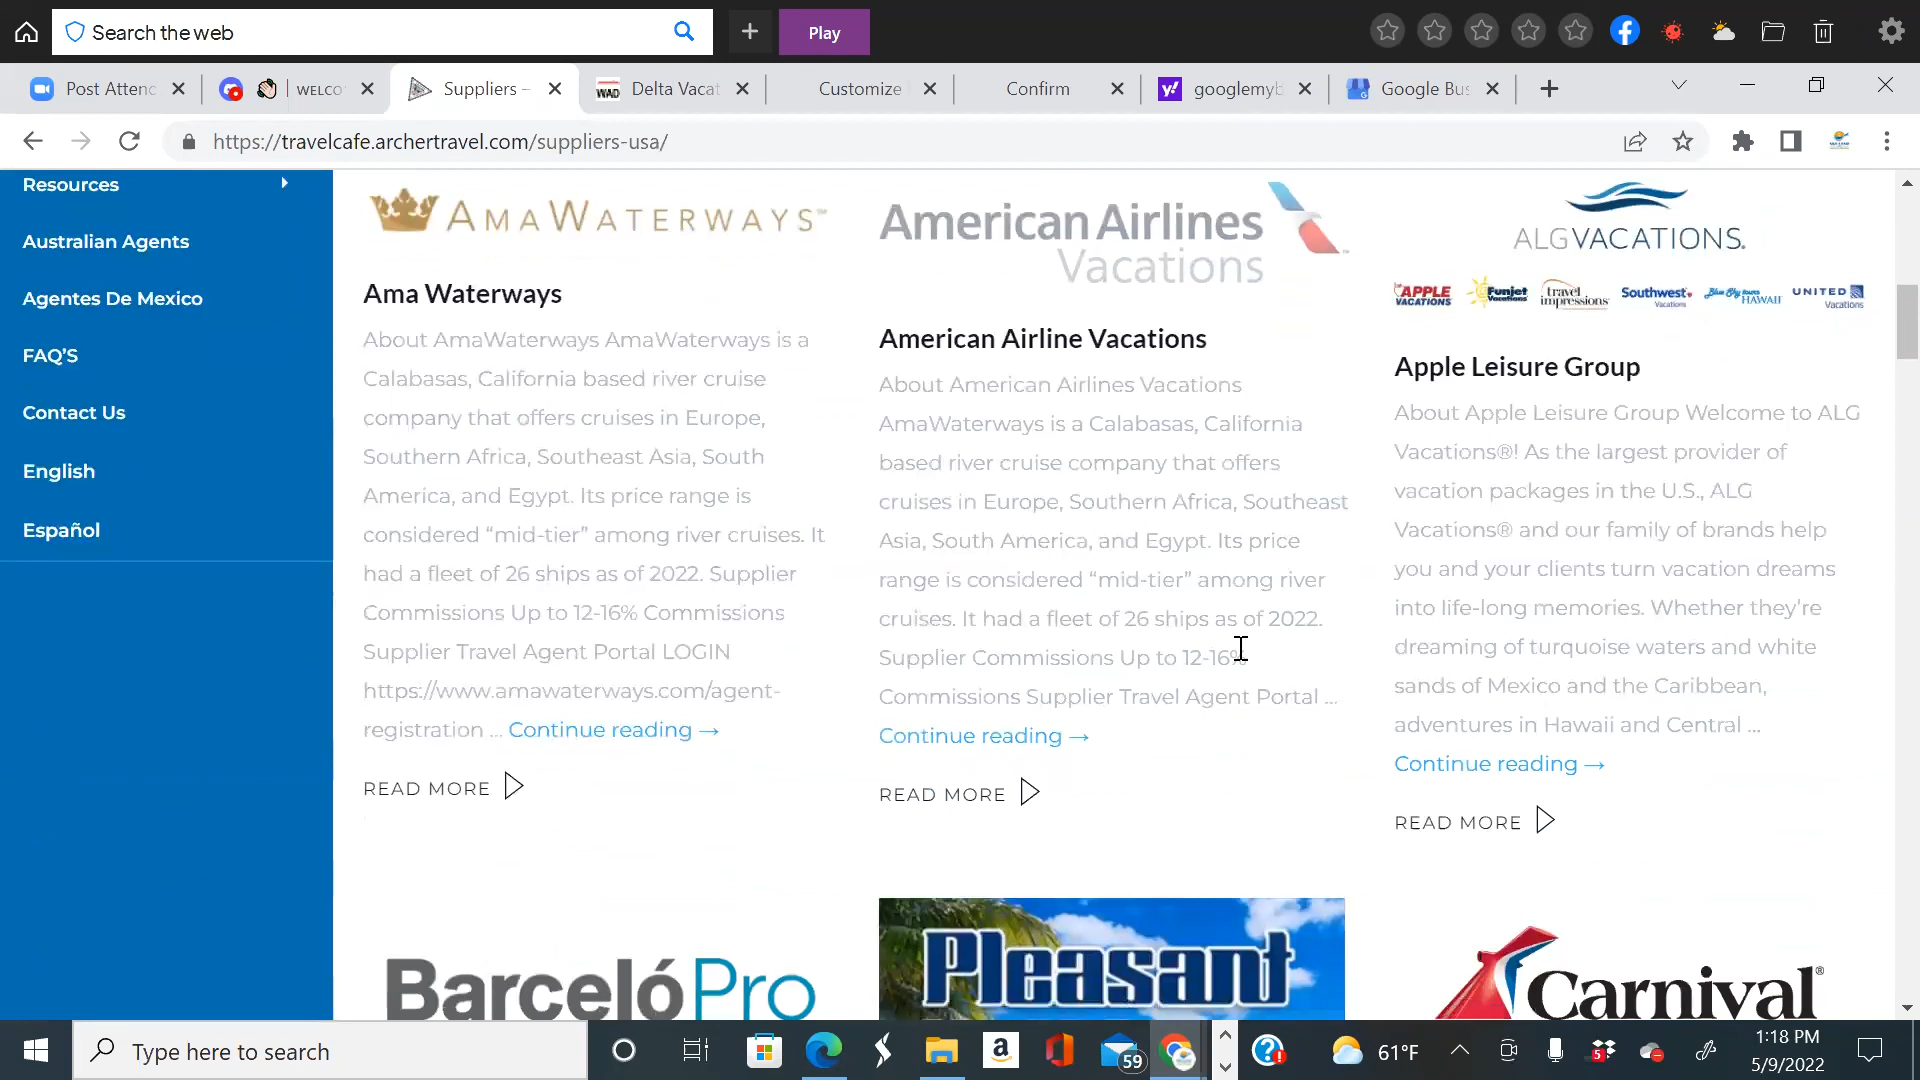 Search the web
Play
Post Attenc
WELCO
Suppliers –
WAD
Delta Vacat
Customize
Confirm
y!
googlemyb
Google Bus
https://travelcafe.archertravel.com/suppliers-usa/
Resources
Australian Agents
Agentes De Mexico
FAQ'S
Contact Us
English
Español
AMAWATERWAYS™
Ama Waterways
About AmaWaterways AmaWaterways is a
Calabasas, California based river cruise
company that offers cruises in Europe,
Southern Africa, Southeast Asia, South
America, and Egypt. Its price range is
considered “mid-tier” among river cruises. It
had a fleet of 26 ships as of 2022. Supplier
Commissions Up to 12-16% Commissions
Supplier Travel Agent Portal LOGIN
https://www.amawaterways.com/agent-
registration ... Continue reading →
READ MORE
American Airlines
Vacations
American Airline Vacations
About American Airlines Vacations
AmaWaterways is a Calabasas, California
based river cruise company that offers
cruises in Europe, Southern Africa, Southeast
Asia, South America, and Egypt. Its price
range is considered “mid-tier” among river
cruises. It had a fleet of 26 ships as of 2022.
Supplier Commissions Up to 12-16%
Commissions Supplier Travel Agent Portal ...
Continue reading →
READ MORE
ALGVACATIONS.
APPLE VACATIONS
Funjet Vacations
travel impressions
Southwest Vacations
Blue Sky tours HAWAII
UNITED Vacations
Apple Leisure Group
About Apple Leisure Group Welcome to ALG
Vacations®! As the largest provider of
vacation packages in the U.S., ALG
Vacations® and our family of brands help
you and your clients turn vacation dreams
into life-long memories. Whether they're
dreaming of turquoise waters and white
sands of Mexico and the Caribbean,
adventures in Hawaii and Central ...
Continue reading →
READ MORE
BarcelóPro
Pleasant
Carnival®
Type here to search
59
61°F
5
1:18 PM
5/9/2022